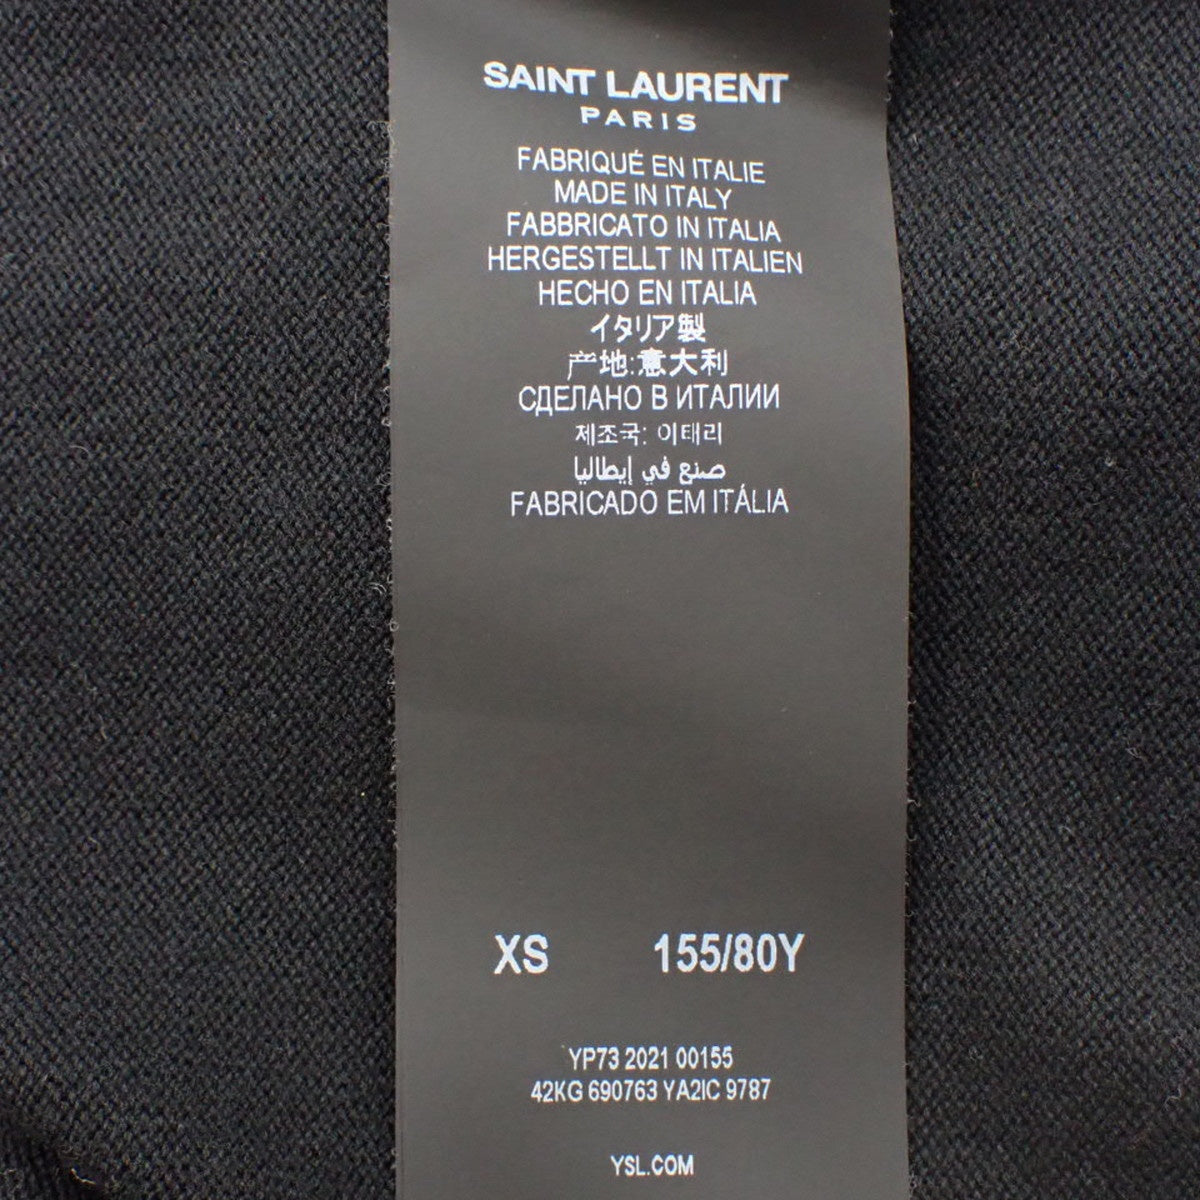 SAINT LAURENT
PARIS
FABRIQUÉ EN ITALIE
MADE IN ITALY
FABBRICATO IN ITALIA
HERGESTELLT IN ITALIEN
HECHO EN ITALIA
イタリア製
产地:意大利
СДЕЛАНО В ИТАЛИИ
제조국: 이태리
صنع في إيطاليا
FABRICADO EM ITÁLIA
XS 155/80Y
YP73 2021 00155
42KG 690763 YA2IC 9787
YSL.COM